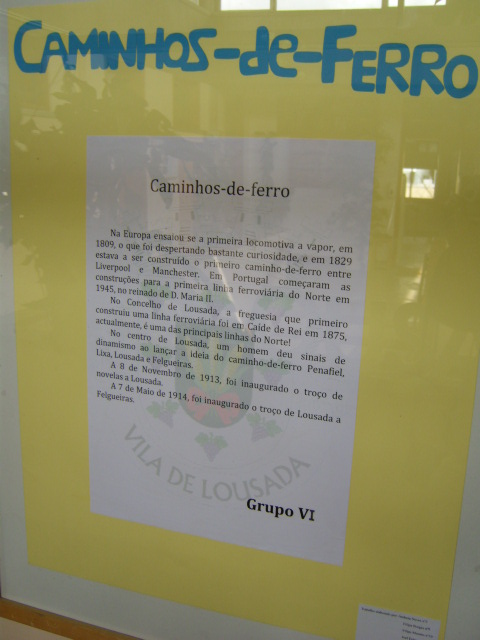 CAMINHOS-de-FERRO
Caminhos-de-ferro
Na Europa ensaiou se a primeira locomotiva a vapor, em
1809, o que foi despertando bastante curiosidade, e em 1829
estava a ser construído o primeiro caminho-de-ferro entre
Liverpool e Manchester. Em Portugal começaram as
construções para a primeira linha ferroviária do Norte em
1945, no reinado de D. Maria II.
No Concelho de Lousada, a freguesia que primeiro
construiu uma linha ferroviária foi em Caíde de Rei em 1875,
actualmente, é uma das principais linhas do Norte!
No centro de Lousada, um homem deu sinais de
dinamismo ao lançar a ideia do caminho-de-ferro Penafiel,
Lixa, Lousada e Felgueiras.
A 8 de Novembro de 1913, foi inaugurado o troço de
novelas a Lousada.
A 7 de Maio de 1914, foi inaugurado o troço de Lousada a
Felgueiras.
VILA DE LOUSADA
Grupo VI